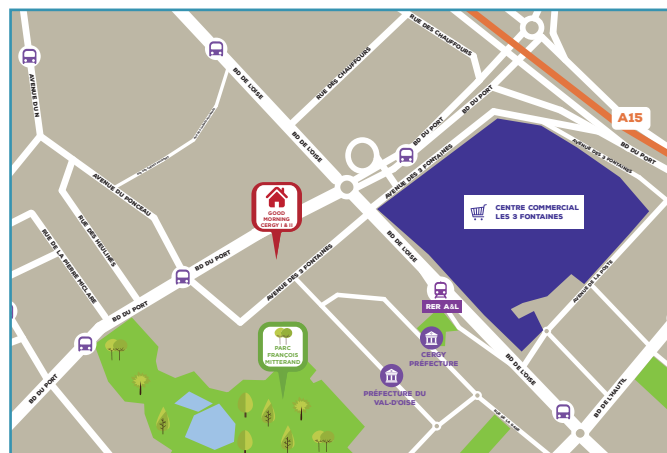 RUE DES CHAUFFOURS
RUE DES CHAUFFOURS
BD DE L'OISE
BD DE L'OISE
AVENUE DU N
BD DU PORT
BD DU PORT
A15
BD DU PORT
AVENUE DES 3 FONTAINES
AVENUE DES 3 FONTAINES
AVENUE DU PONCEAU
RUE DES HEULINES
RUE DE LA PIERRE MICLARE
GOOD
MORNING
CERGY I & II
CENTRE COMMERCIAL
LES 3 FONTAINES
BD DU PORT
AVENUE DES 3 FONTAINES
BD DE L'OISE
AVENUE DE LA POSTE
RER A&L
BD DU PORT
PARC
FRANÇOIS
MITTERAND
CERGY
PRÉFECTURE
PRÉFECTURE DU
VAL-D'OISE
BD DE L'OISE
BD DE L'HAUTIL
BD DU PORT